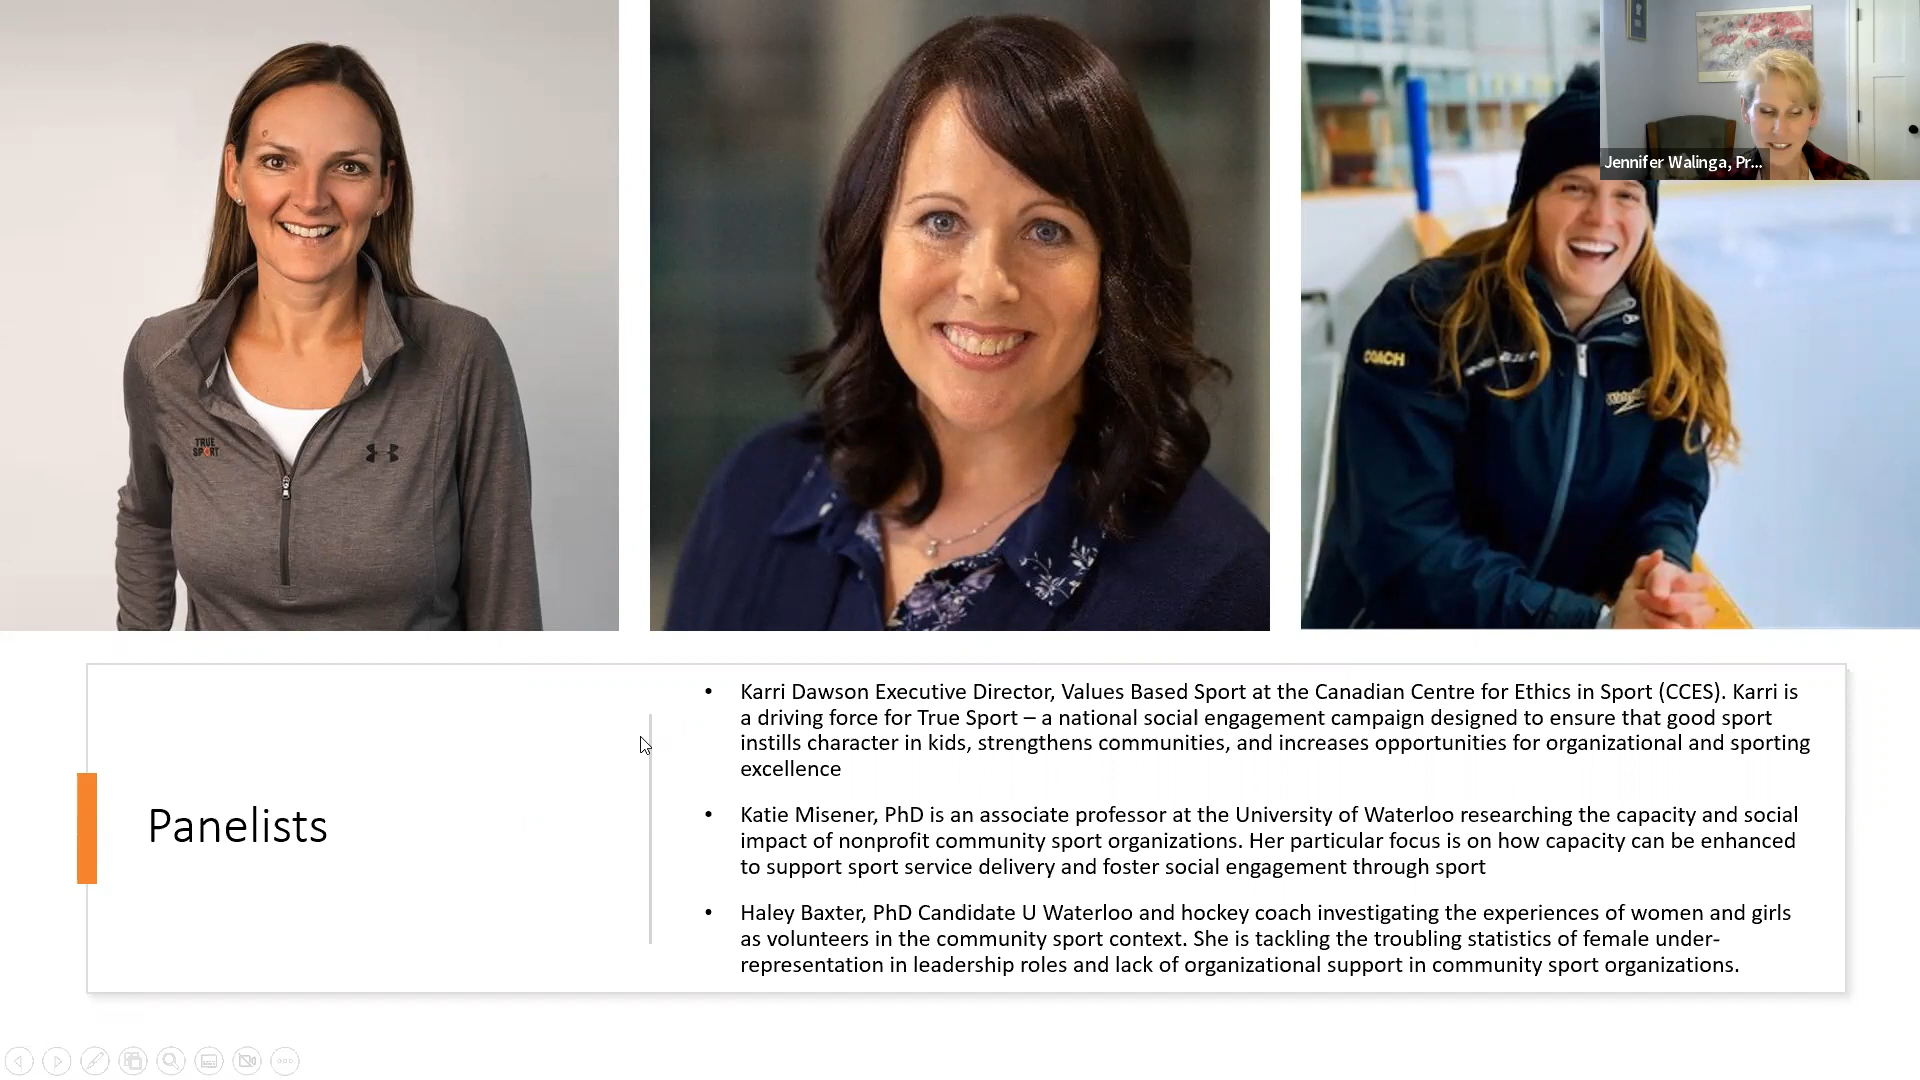 Jennifer Walinga, Pr...
COACH
TRUE
SPORT
Panelists
• Karri Dawson Executive Director, Values Based Sport at the Canadian Centre for Ethics in Sport (CCES). Karri is
a driving force for True Sport – a national social engagement campaign designed to ensure that good sport
instills character in kids, strengthens communities, and increases opportunities for organizational and sporting
excellence
• Katie Misener, PhD is an associate professor at the University of Waterloo researching the capacity and social
impact of nonprofit community sport organizations. Her particular focus is on how capacity can be enhanced
to support sport service delivery and foster social engagement through sport
• Haley Baxter, PhD Candidate U Waterloo and hockey coach investigating the experiences of women and girls
as volunteers in the community sport context. She is tackling the troubling statistics of female under-
representation in leadership roles and lack of organizational support in community sport organizations.